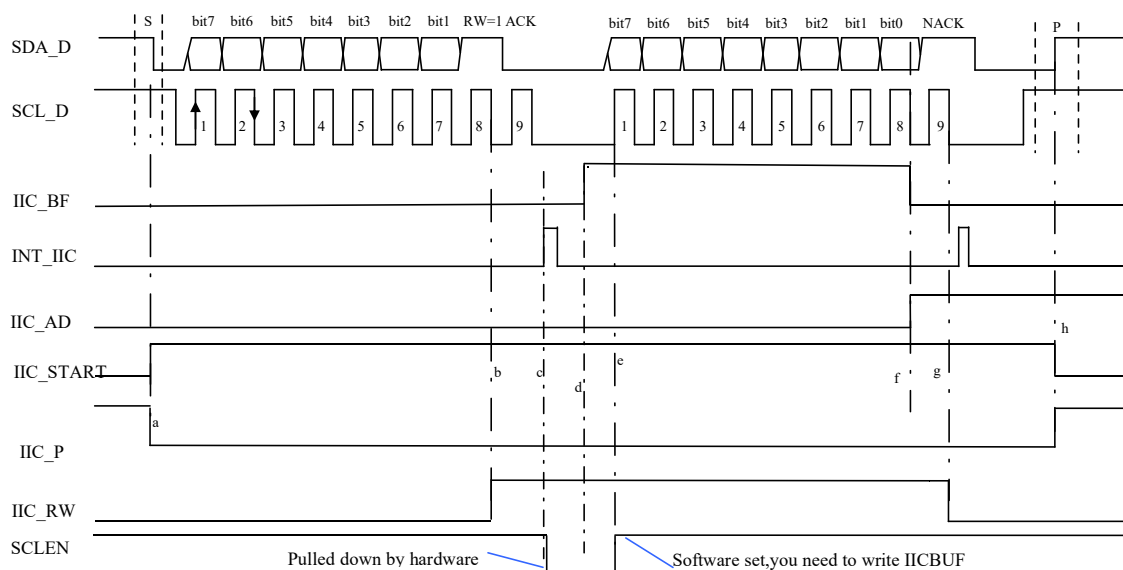 S bit7 bit6 bit5 bit4 bit3 bit2 bit1 RW=1 ACK bit7 bit6 bit5 bit4 bit3 bit2 bit1 bit0 NACK P
SDA_D
SCL_D 1 2 3 4 5 6 7 8 9 1 2 3 4 5 6 7 8 9
IIC_BF
INT_IIC
IIC_AD
h
IIC_START b c d e f g
a
IIC_P
IIC_RW
SCLEN
Pulled down by hardware Software set,you need to write IICBUF